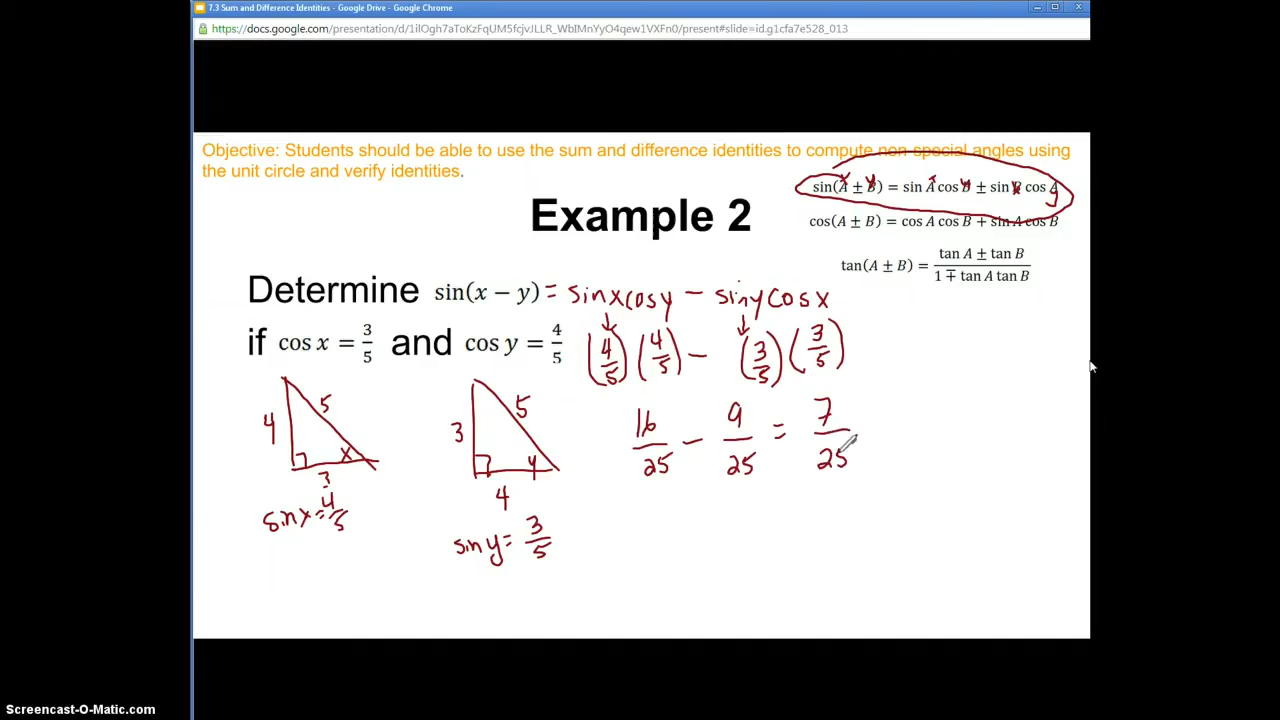 7.3 Sum and Difference Identities - Google Drive - Google Chrome
https://docs.google.com/presentation/d/1ilOgh7aToKzFqUM5fcjvJLLR_WbIMnYyO4qew1VXFn0/present#slide=id.g1cfa7e528_013
Objective: Students should be able to use the sum and difference identities to compute non-special angles using
the unit circle and verify identities.
sin(A ± B) = sin A cos B ± sin B cos A
x y x y x y
Example 2
cos(A ± B) = cos A cos B + sin A cos B
tan(A ± B) = (tan A ± tan B)/(1 ∓ tan A tan B)
Determine sin(x − y) = sinxcosy − sinycosx
if cos x = 3/5 and cos y = 4/5
(4/5)(4/5) − (3/5)(3/5)
4 5 3 x
3 5 4 y
16/25 − 9/25 = 7/25
sinx=4/5
siny=3/5
Screencast-O-Matic.com